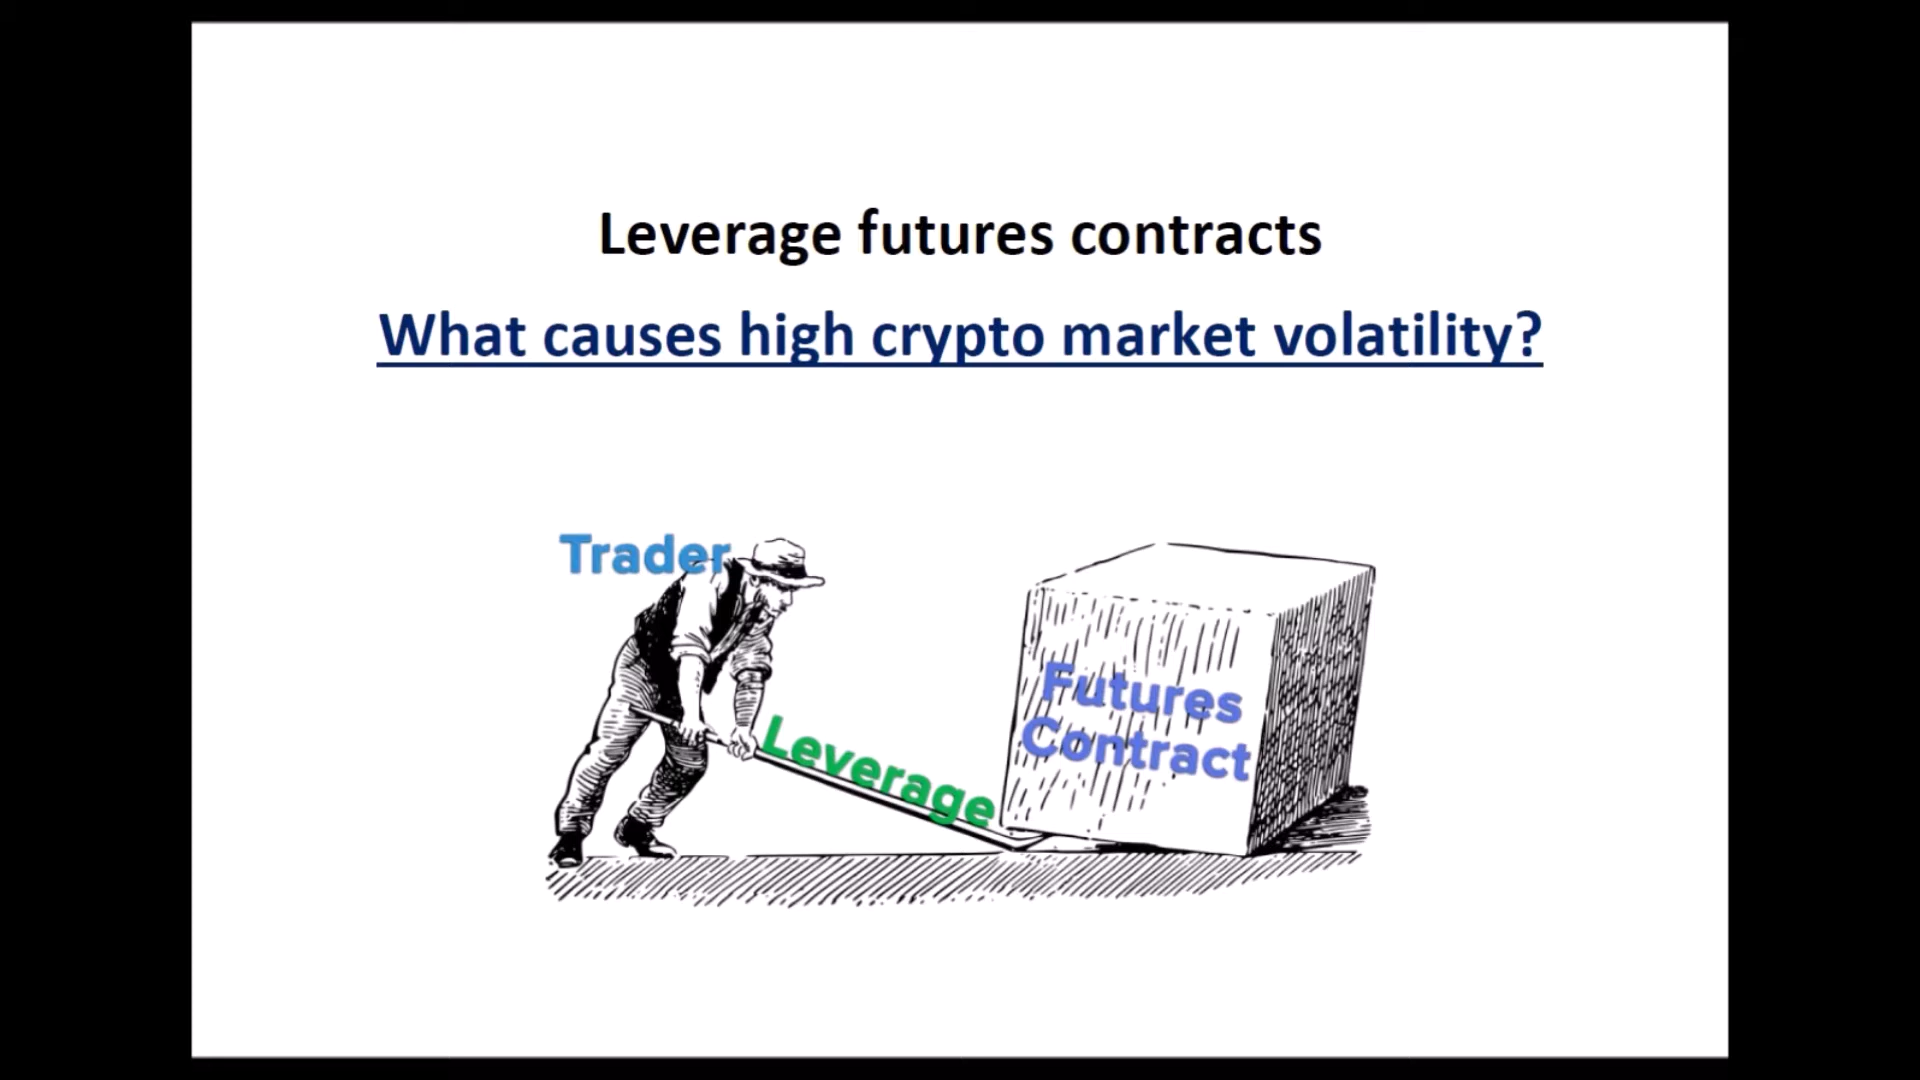 Leverage futures contracts
What causes high crypto market volatility?
Trader
Leverage
Futures
Contract